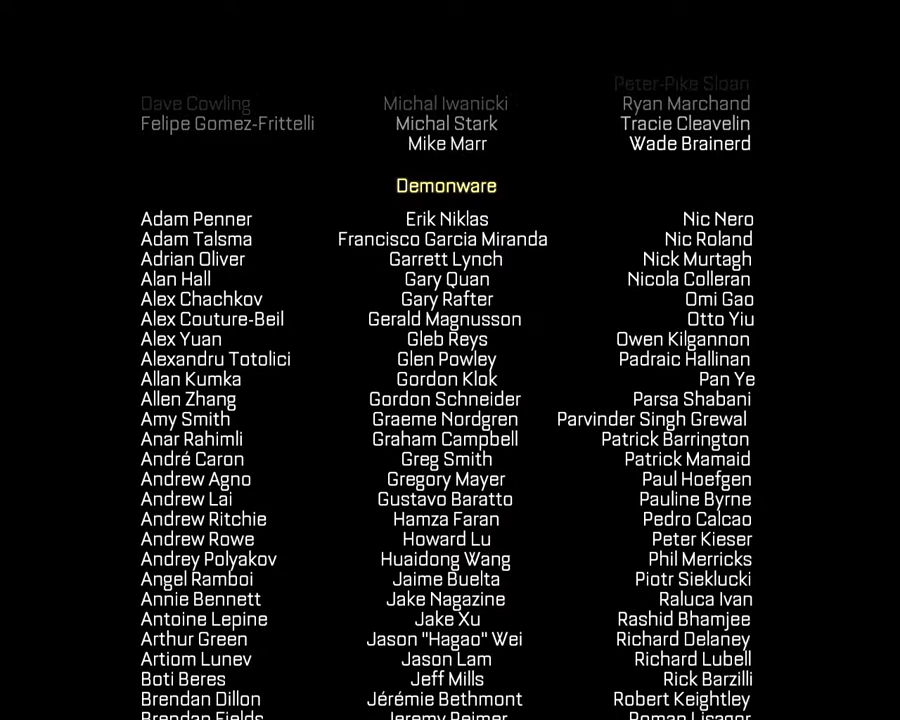 Peter-Pike Sloan
Dave Cowling Michal Iwanicki Ryan Marchand
Felipe Gomez-Frittelli Michal Stark Tracie Cleavelin
Mike Marr Wade Brainerd
Demonware
Adam Penner Erik Niklas Nic Nero
Adam Talsma Francisco Garcia Miranda Nic Roland
Adrian Oliver Garrett Lynch Nick Murtagh
Alan Hall Gary Quan Nicola Colleran
Alex Chachkov Gary Rafter Omi Gao
Alex Couture-Beil Gerald Magnusson Otto Yiu
Alex Yuan Gleb Reys Owen Kilgannon
Alexandru Totolici Glen Powley Padraic Hallinan
Allan Kumka Gordon Klok Pan Ye
Allen Zhang Gordon Schneider Parsa Shabani
Amy Smith Graeme Nordgren Parvinder Singh Grewal
Anar Rahimli Graham Campbell Patrick Barrington
André Caron Greg Smith Patrick Mamaid
Andrew Agno Gregory Mayer Paul Hoefgen
Andrew Lai Gustavo Baratto Pauline Byrne
Andrew Ritchie Hamza Faran Pedro Calcao
Andrew Rowe Howard Lu Peter Kieser
Andrey Polyakov Huaidong Wang Phil Merricks
Angel Ramboi Jaime Buelta Piotr Sieklucki
Annie Bennett Jake Nagazine Raluca Ivan
Antoine Lepine Jake Xu Rashid Bhamjee
Arthur Green Jason "Hagao" Wei Richard Delaney
Artiom Lunev Jason Lam Richard Lubell
Boti Beres Jeff Mills Rick Barzilli
Brendan Dillon Jérémie Bethmont Robert Keightley
Brendan Fields Jeremy Reimer Roman Lisagor